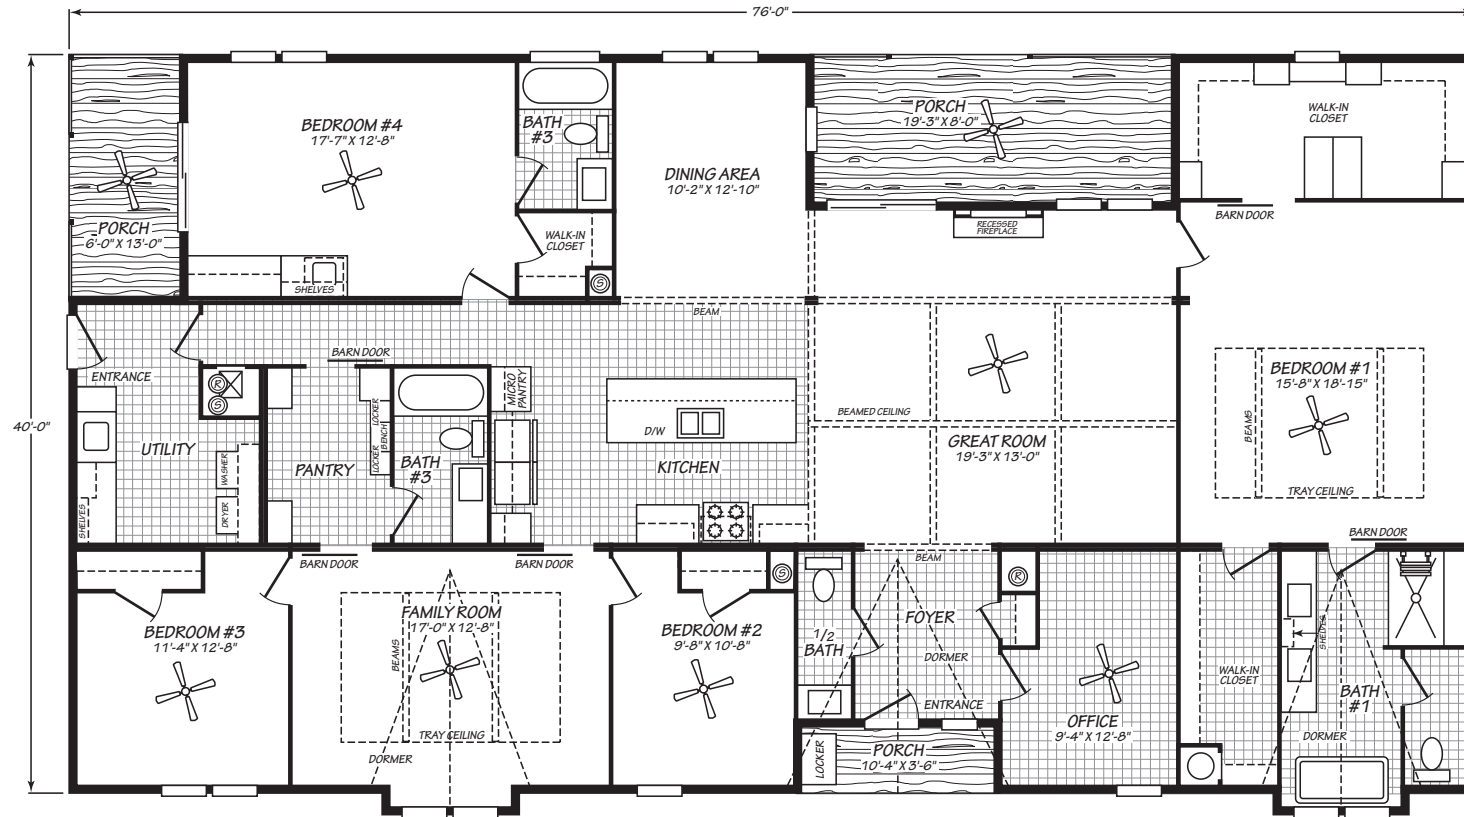 76'-0"
BEDROOM #4
17'-7" X 12'-8"
BATH
#3
PORCH
19'-3" X 8'-0"
WALK-IN
CLOSET
DINING AREA
10'-2" X 12'-10"
PORCH
6'-0" X 13'-0"
WALK-IN
CLOSET
RECESSED
FIREPLACE
BARN DOOR
SHELVES
S
BEAM
BARN DOOR
ENTRANCE
R
S
MICRO
PANTRY
LOCKER
BENCH
LOCKER
BEDROOM #1
15'-8" X 18'-15"
BEAMED CEILING
BEAMS
40'-0"
D/W
UTILITY
GREAT ROOM
19'-3" X 13'-0"
WASHER
PANTRY
BATH
#3
KITCHEN
TRAY CEILING
SHELVES
DRYER
BARN DOOR
BARN DOOR
BARN DOOR
BEAM
S
R
FAMILY ROOM
17'-0" X 12'-8"
BEDROOM #3
11'-4" X 12'-8"
BEDROOM #2
9'-8" X 10'-8"
FOYER
1/2
BATH
SHELVES
BEAMS
DORMER
WALK-IN
CLOSET
BATH
#1
ENTRANCE
OFFICE
9'-4" X 12'-8"
TRAY CEILING
DORMER
DORMER
LOCKER
PORCH
10'-4" X 3'-6"